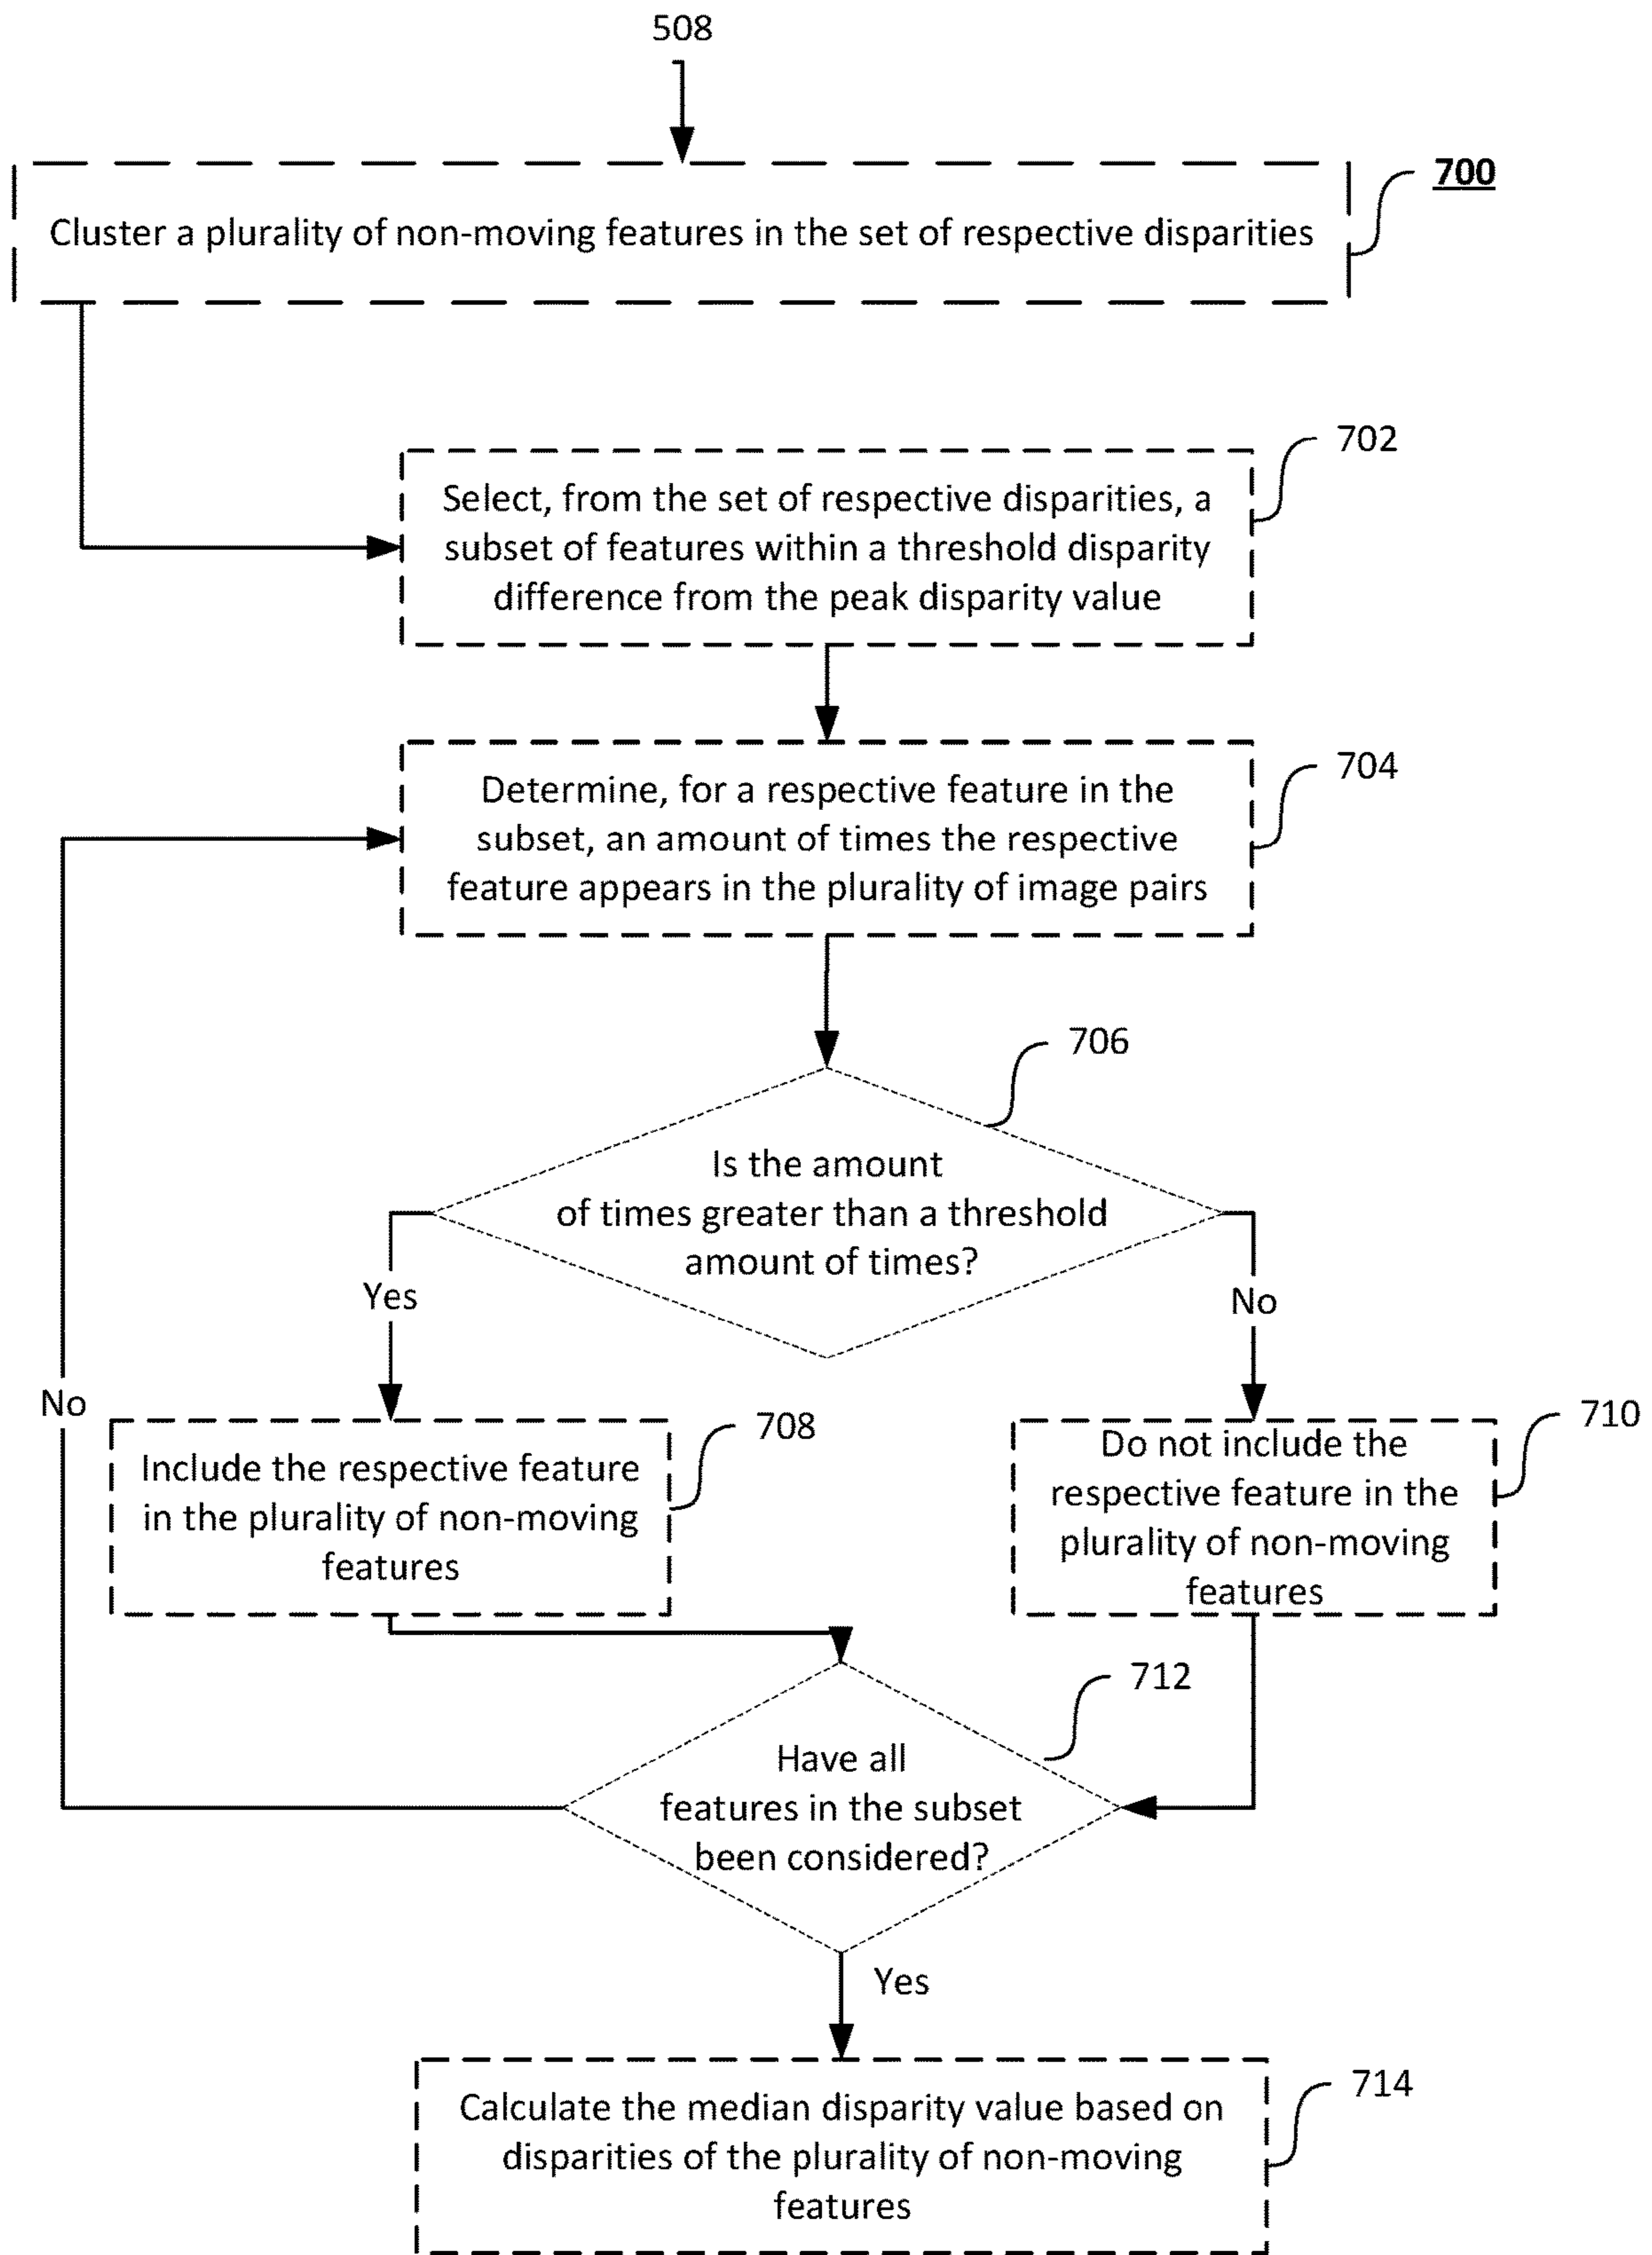 508
700
Cluster a plurality of non-moving features in the set of respective disparities
702
Select, from the set of respective disparities, a
subset of features within a threshold disparity
difference from the peak disparity value
704
Determine, for a respective feature in the
subset, an amount of times the respective
feature appears in the plurality of image pairs
706
Is the amount
of times greater than a threshold
amount of times?
Yes
No
No
708
Include the respective feature
in the plurality of non-moving
features
710
Do not include the
respective feature in the
plurality of non-moving
features
712
Have all
features in the subset
been considered?
Yes
714
Calculate the median disparity value based on
disparities of the plurality of non-moving
features